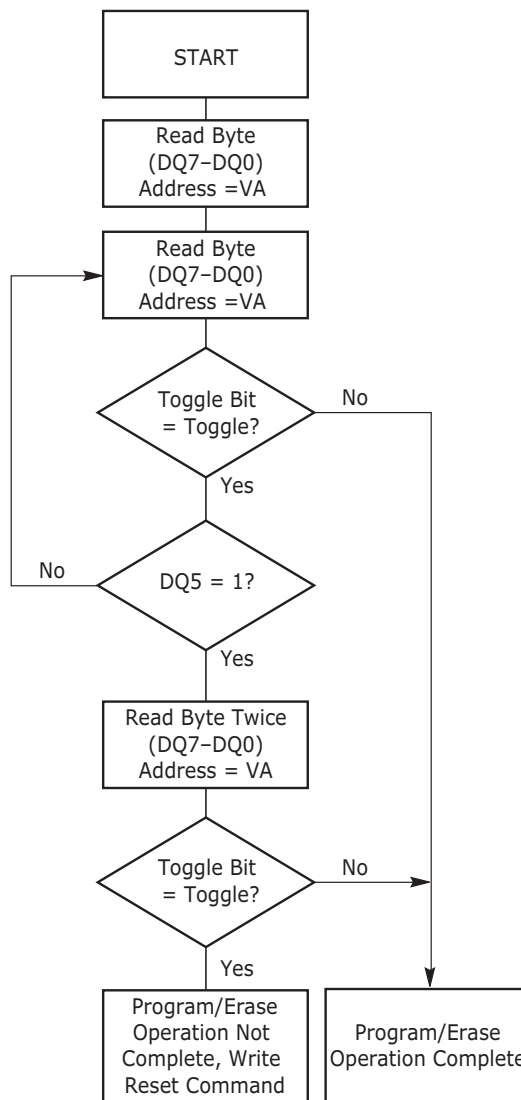 START
Read Byte
(DQ7–DQ0)
Address =VA
Read Byte
(DQ7–DQ0)
Address =VA
Toggle Bit
= Toggle?
No
Yes
No
DQ5 = 1?
Yes
Read Byte Twice
(DQ7–DQ0)
Address = VA
Toggle Bit
= Toggle?
No
Yes
Program/Erase
Operation Not
Complete, Write
Reset Command
Program/Erase
Operation Complete